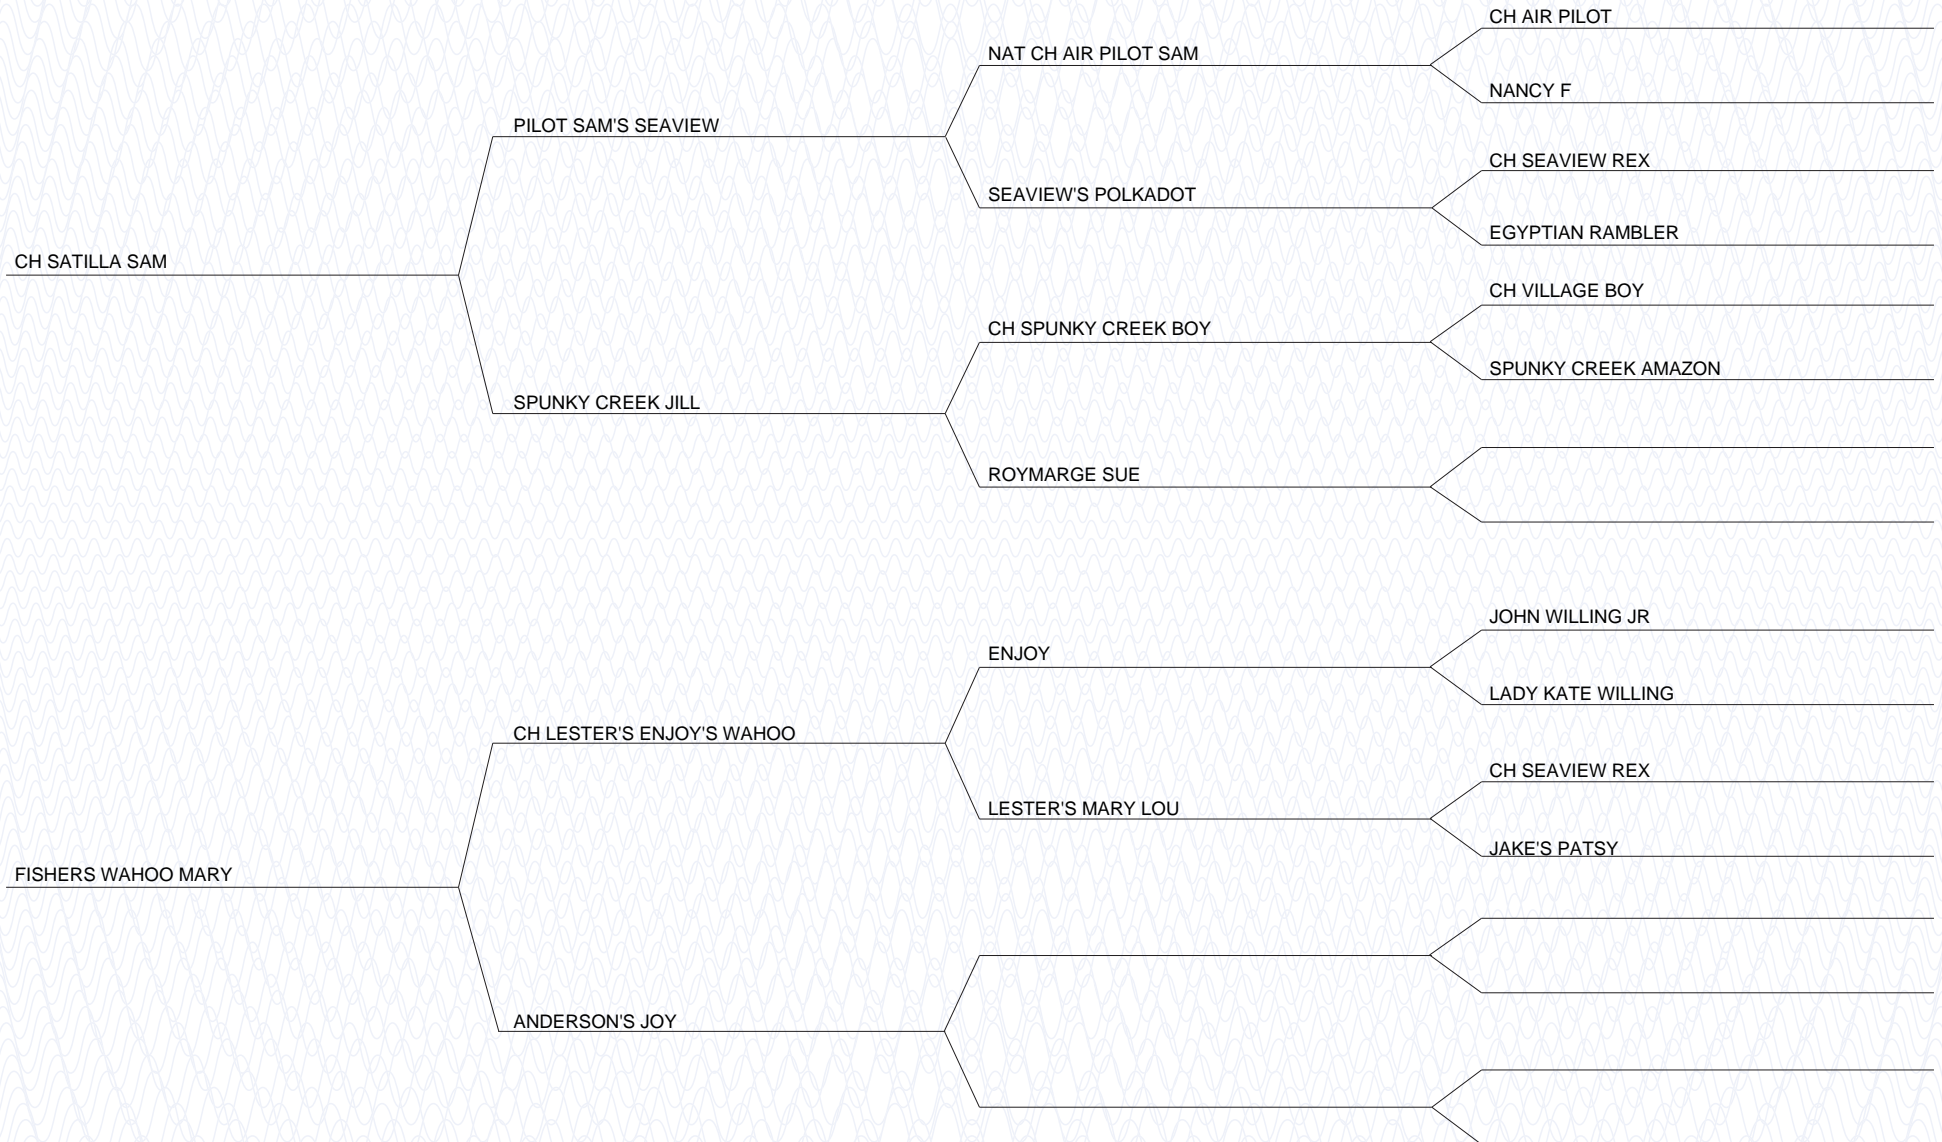 CH AIR PILOT
NAT CH AIR PILOT SAM
NANCY F
PILOT SAM'S SEAVIEW
CH SEAVIEW REX
SEAVIEW'S POLKADOT
EGYPTIAN RAMBLER
CH SATILLA SAM
CH VILLAGE BOY
CH SPUNKY CREEK BOY
SPUNKY CREEK AMAZON
SPUNKY CREEK JILL
ROYMARGE SUE
JOHN WILLING JR
ENJOY
LADY KATE WILLING
CH LESTER'S ENJOY'S WAHOO
CH SEAVIEW REX
LESTER'S MARY LOU
JAKE'S PATSY
FISHERS WAHOO MARY
ANDERSON'S JOY